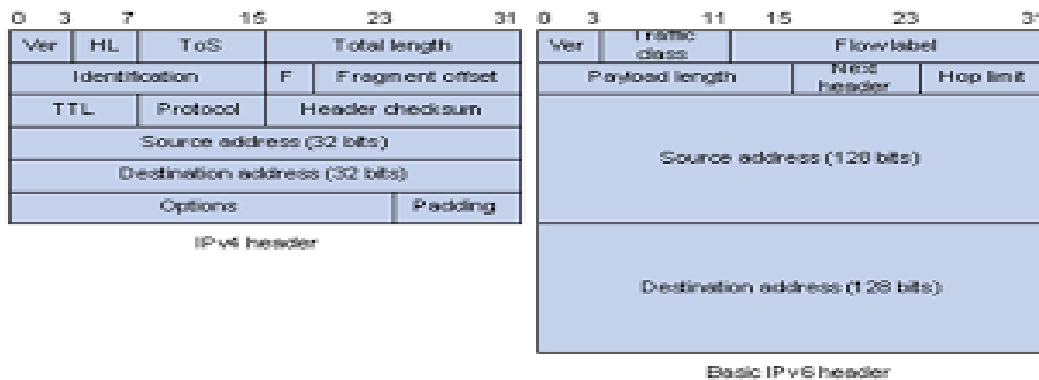 0 3 7 15 23 31
Ver HL ToS Total length
Identification F Fragment offset
TTL Protocol Header checksum
Source address (32 bits)
Destination address (32 bits)
Options Padding
IPv4 header
0 3 11 15 23 31
Ver Traffic class Flow label
Payload length Next header Hop limit
Source address (128 bits)
Destination address (128 bits)
Basic IPv6 header